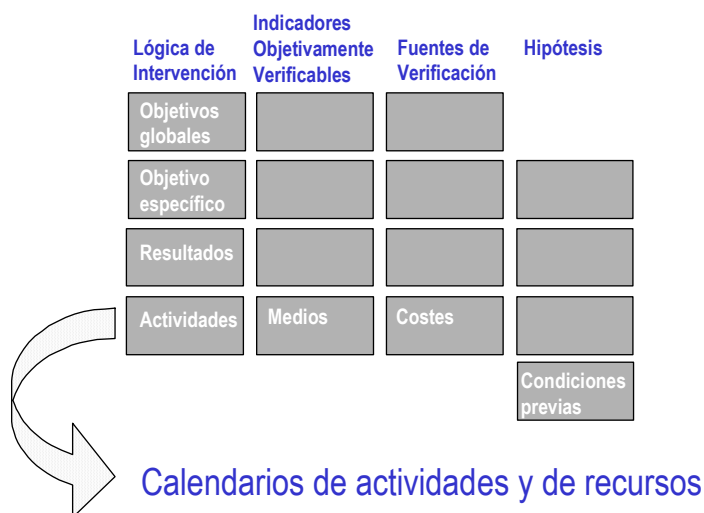 Lógica de
Intervención
Indicadores
Objetivamente
Verificables
Fuentes de
Verificación
Hipótesis
Objetivos
globales
Objetivo
específico
Resultados
Actividades
Medios
Costes
Condiciones
previas
Calendarios de actividades y de recursos